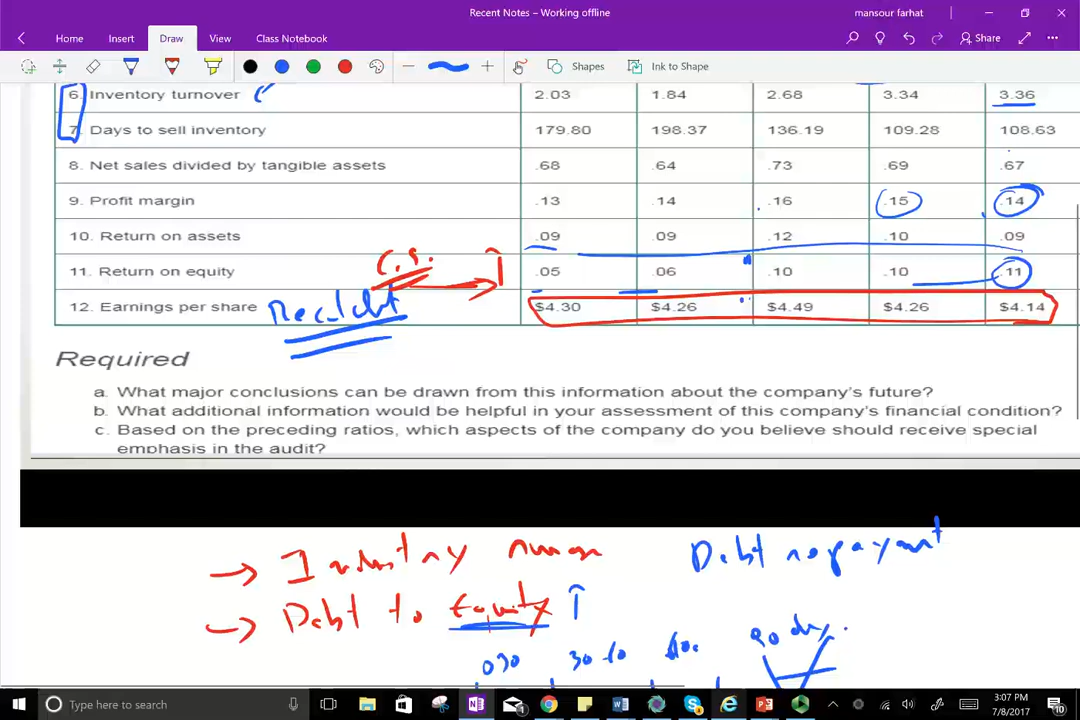 Recent Notes – Working offline
mansour farhat
Home Insert Draw View Class Notebook
Share
Shapes
Ink to Shape
6. Inventory turnover 2.03 1.84 2.68 3.34 3.36
7. Days to sell inventory 179.80 198.37 136.19 109.28 108.63
8. Net sales divided by tangible assets .68 .64 .73 .69 .67
9. Profit margin .13 .14 .16 .15 .14
10. Return on assets .09 .09 .12 .10 .09
C.S.
11. Return on equity .05 .06 .10 .10 .11
12. Earnings per share $4.30 $4.26 $4.49 $4.26 $4.14
Required
a. What major conclusions can be drawn from this information about the company's future?
b. What additional information would be helpful in your assessment of this company's financial condition?
c. Based on the preceding ratios, which aspects of the company do you believe should receive special
emphasis in the audit?
→ Industry
Debt repayment
→ Debt to Equity
90 day
Type here to search
3:07 PM
7/8/2017
10